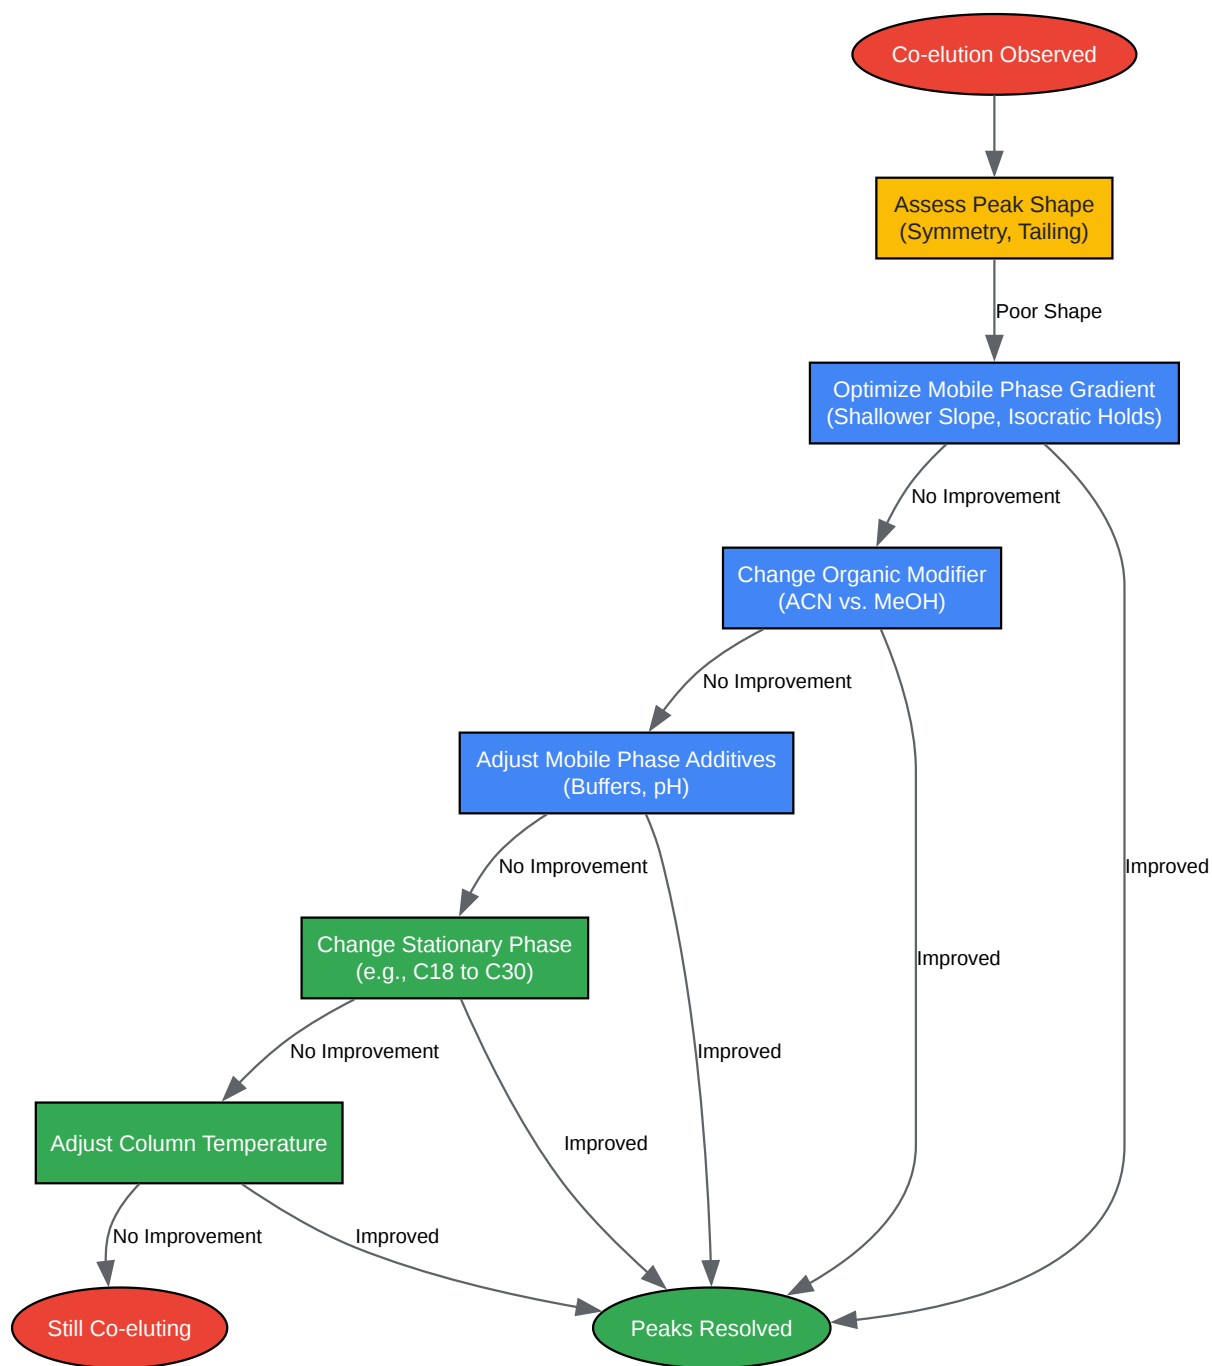 Co-elution Observed
Assess Peak Shape
(Symmetry, Tailing)
Poor Shape
Optimize Mobile Phase Gradient
(Shallower Slope, Isocratic Holds)
No Improvement
Change Organic Modifier
(ACN vs. MeOH)
No Improvement
Adjust Mobile Phase Additives
(Buffers, pH)
No Improvement
Improved
Change Stationary Phase
(e.g., C18 to C30)
Improved
No Improvement
Improved
Adjust Column Temperature
Improved
No Improvement
Improved
Still Co-eluting
Peaks Resolved